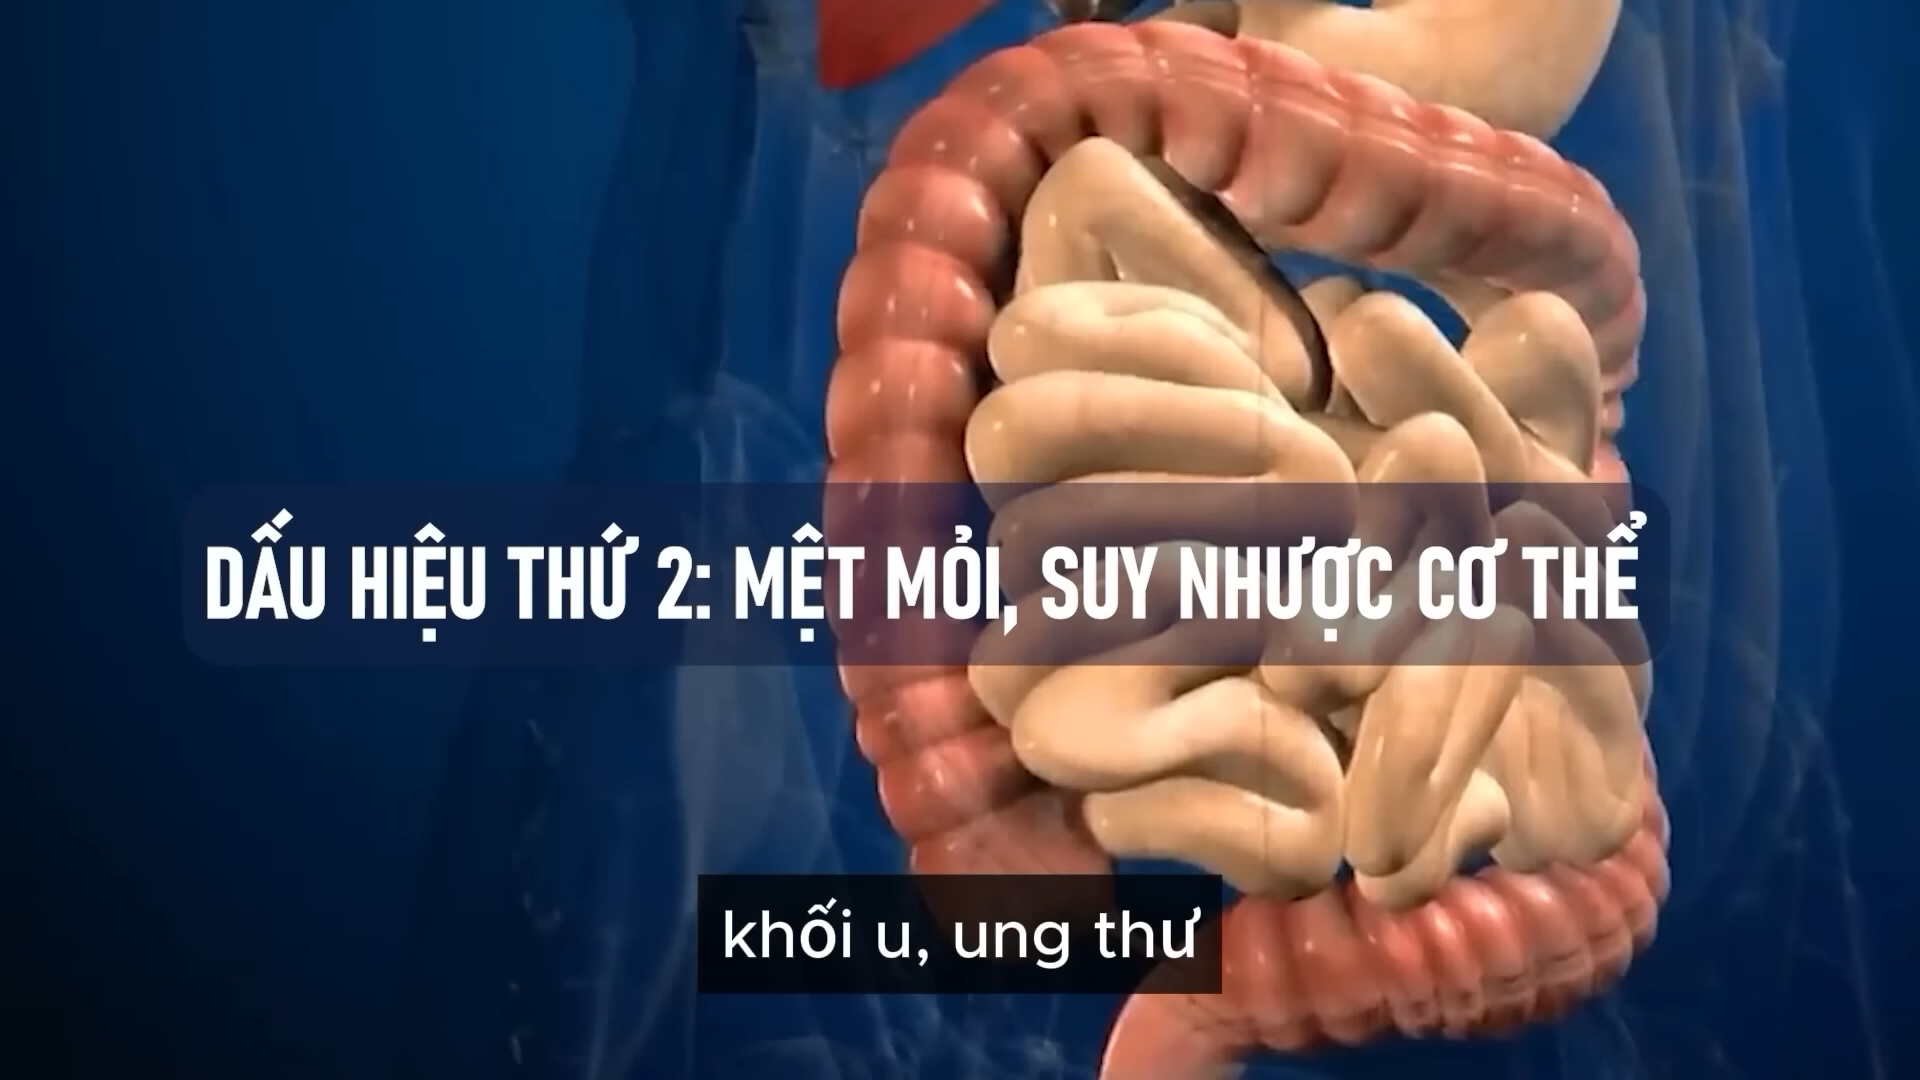 DẤU HIỆU THỨ 2: MỆT MỎI, SUY NHƯỢC CƠ THỂ
khối u, ung thư